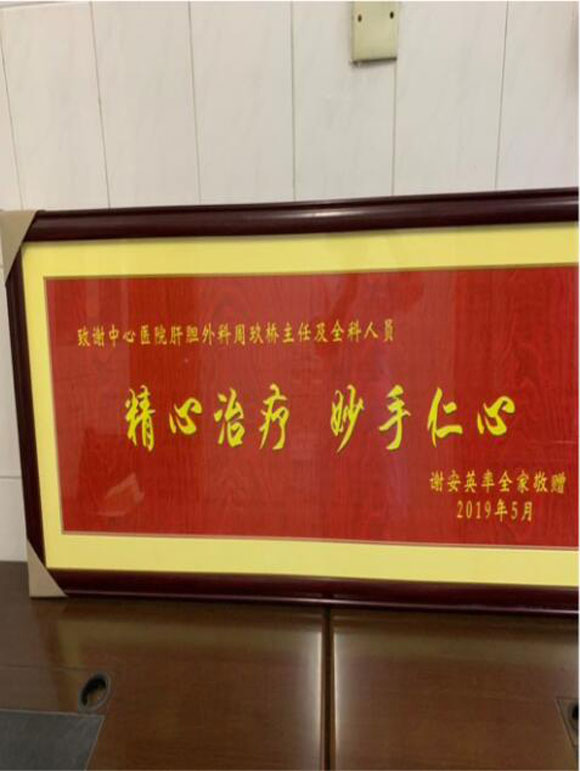 致谢中心医院肝胆外科周玖桥主任及全科人员
精心治疗 妙手仁心
谢安英率全家敬赠
2019年5月